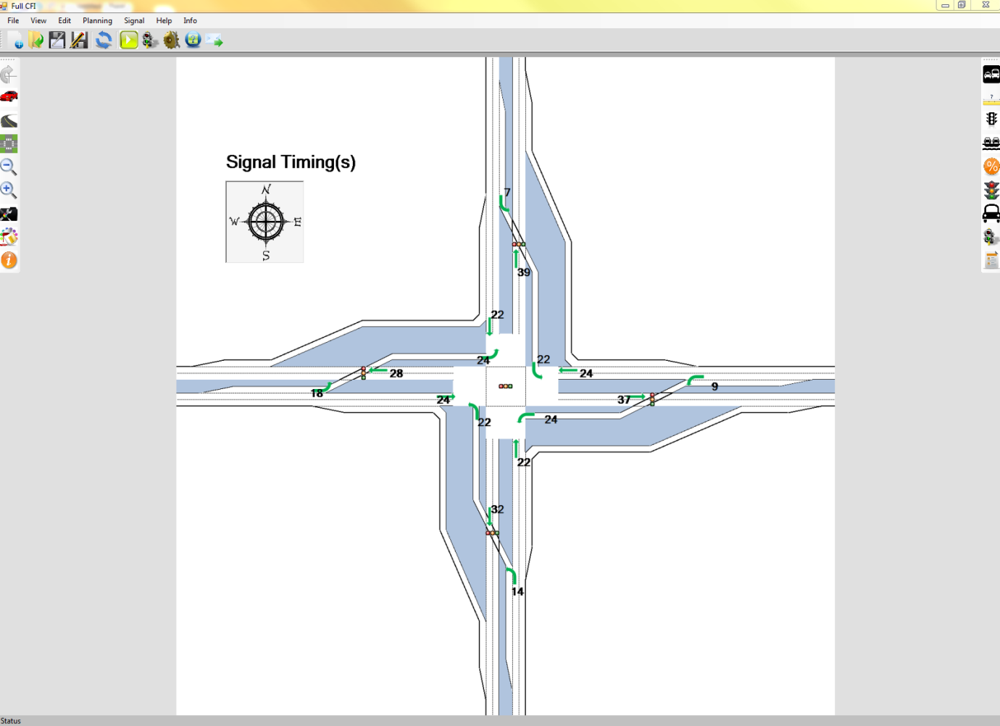 Full CFI
File View Edit Planning Signal Help Info
?
Signal Timing(s)
N
W E
S
7
39
22
24 22
28 24
18 9
24 37
22 24
22
32
14
%
i
Status